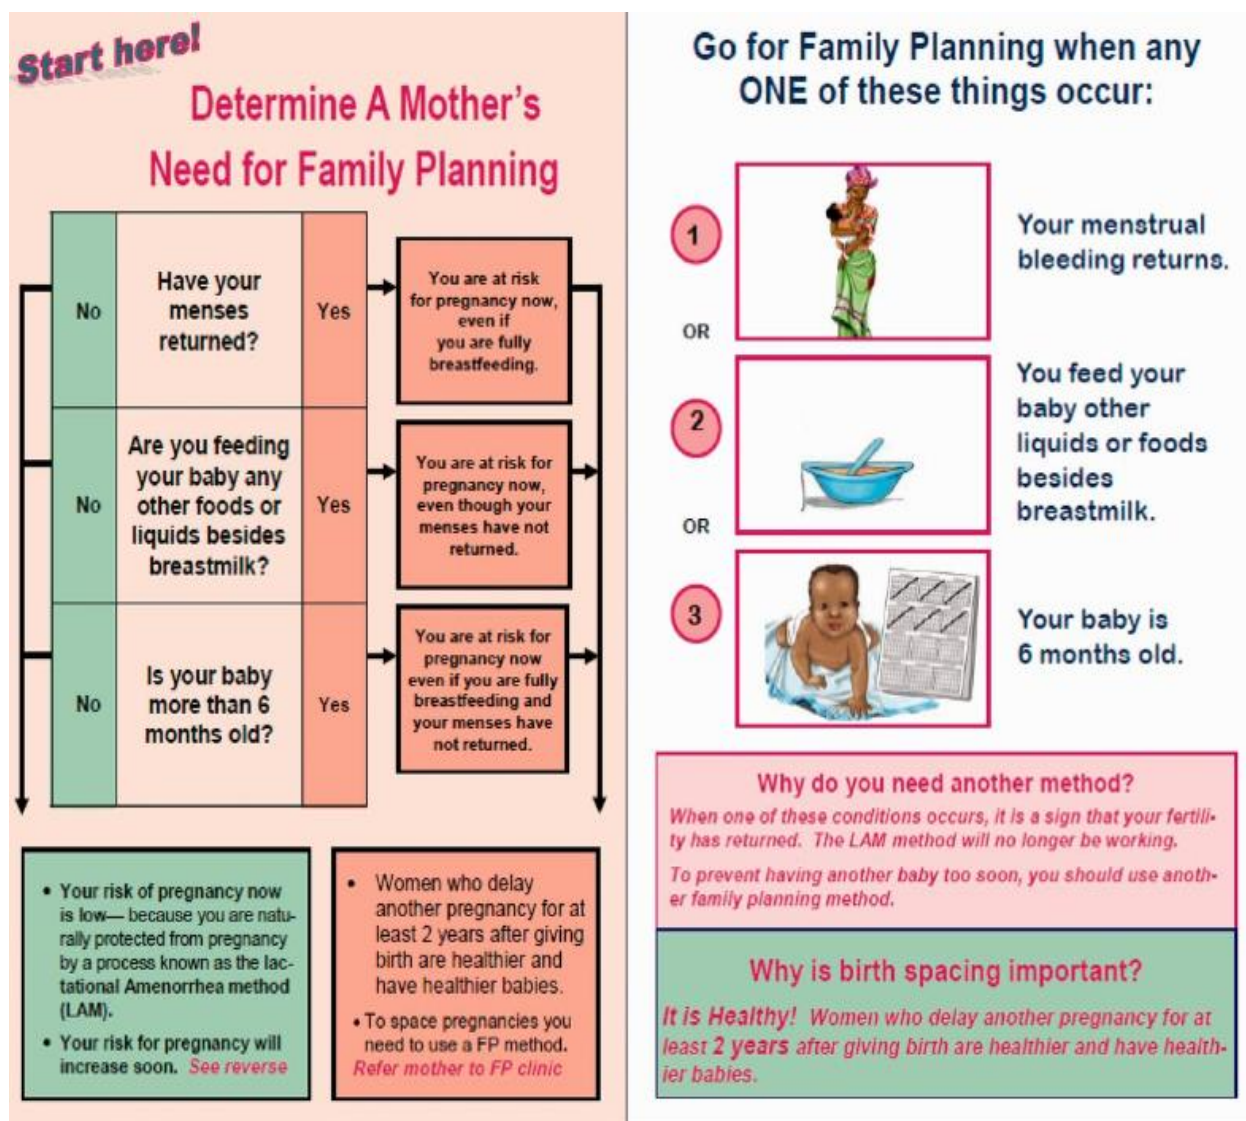 Start here!
Determine A Mother's
Need for Family Planning
No
Have your
menses
returned?
Yes
You are at risk
for pregnancy now,
even if
you are fully
breastfeeding.
No
Are you feeding
your baby any
other foods or
liquids besides
breastmilk?
Yes
You are at risk for
pregnancy now,
even though your
menses have not
returned.
No
Is your baby
more than 6
months old?
Yes
You are at risk for
pregnancy now
even if you are fully
breastfeeding and
your menses have
not returned.
• Your risk of pregnancy now
is low— because you are natu-
rally protected from pregnancy
by a process known as the lac-
tational Amenorrhea method
(LAM).
• Your risk for pregnancy will
increase soon. See reverse
• Women who delay
another pregnancy for at
least 2 years after giving
birth are healthier and
have healthier babies.
• To space pregnancies you
need to use a FP method.
Refer mother to FP clinic
Go for Family Planning when any
ONE of these things occur:
1
Your menstrual
bleeding returns.
OR
2
You feed your
baby other
liquids or foods
besides
breastmilk.
OR
3
Your baby is
6 months old.
Why do you need another method?
When one of these conditions occurs, it is a sign that your fertili-
ty has returned. The LAM method will no longer be working.
To prevent having another baby too soon, you should use anoth-
er family planning method.
Why is birth spacing important?
It is Healthy! Women who delay another pregnancy for at
least 2 years after giving birth are healthier and have health-
ier babies.